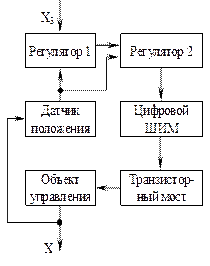 X₃
Регулятор 1
Регулятор 2
Датчик
положения
Цифровой
ШИМ
Объект
управления
Транзистор-
ный мост
X